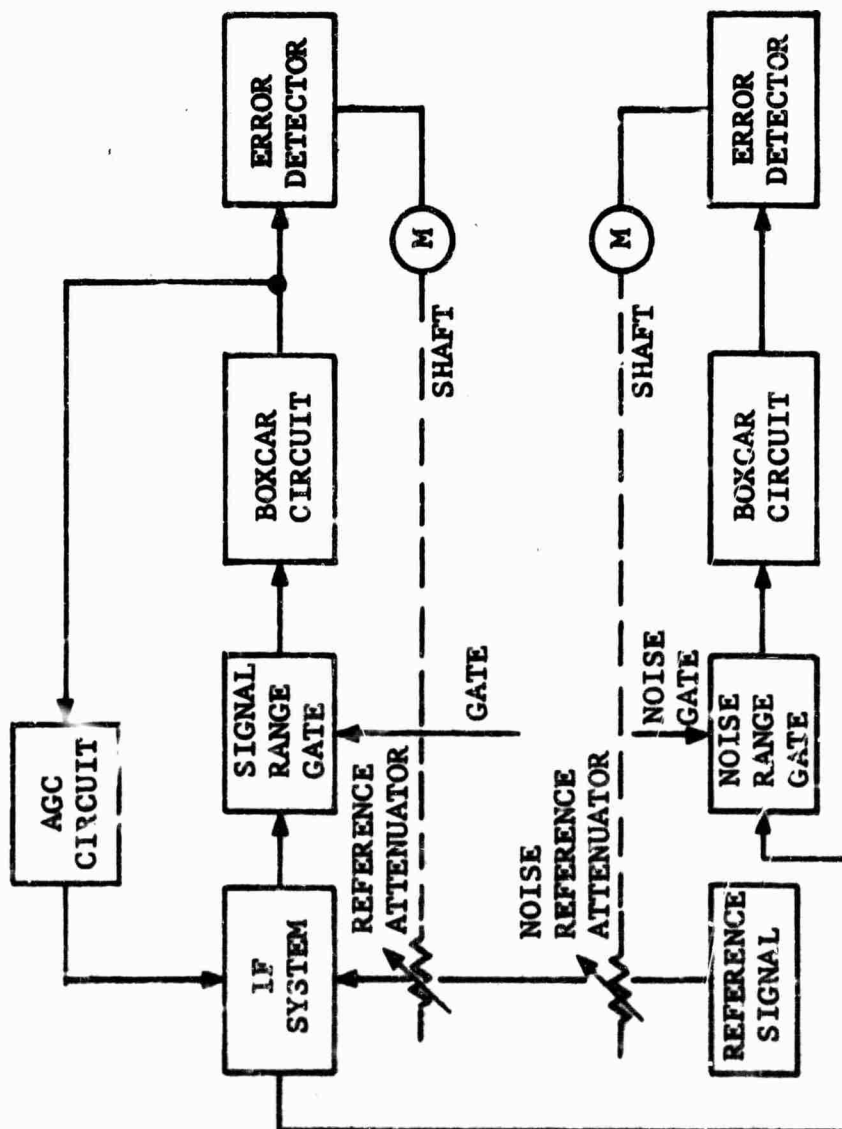 AGC
CIRCUIT
IF
SYSTEM
SIGNAL
RANGE
GATE
BOXCAR
CIRCUIT
ERROR
DETECTOR
REFERENCE
ATTENUATOR
GATE
SHAFT
M
NOISE
REFERENCE
ATTENUATOR
NOISE
GATE
SHAFT
M
REFERENCE
SIGNAL
NOISE
RANGE
GATE
BOXCAR
CIRCUIT
ERROR
DETECTOR